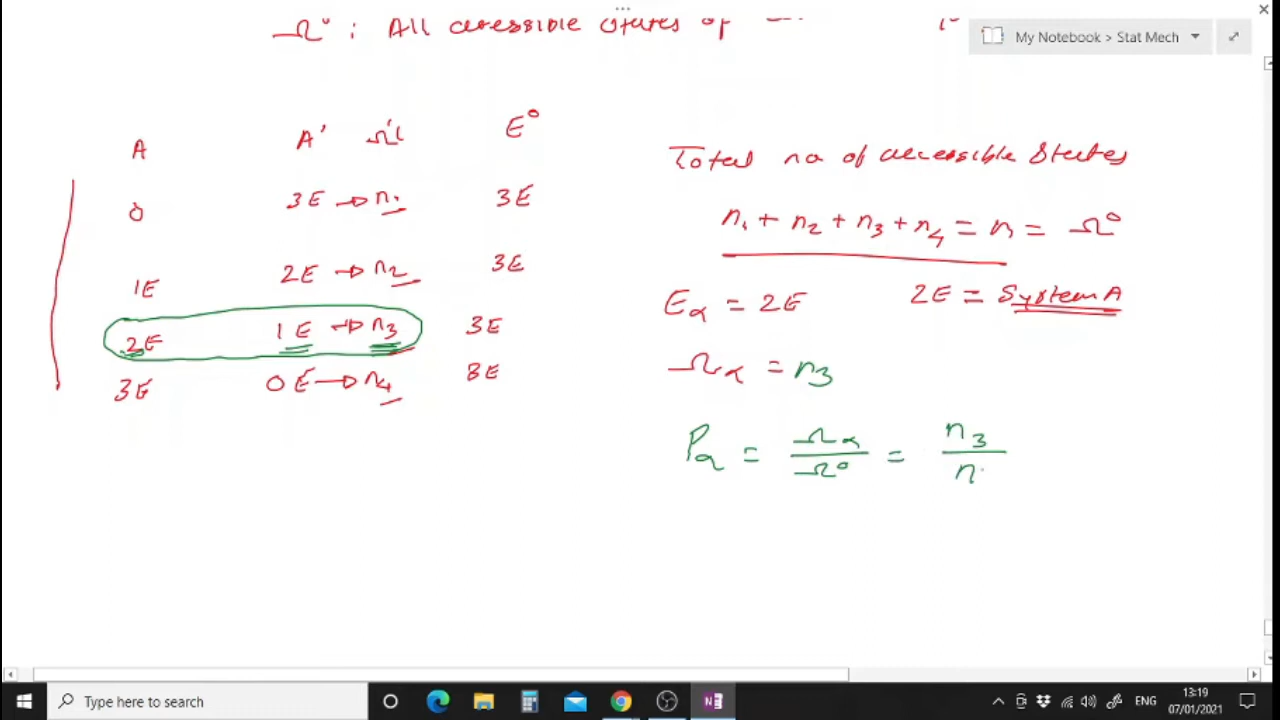 Ω° : All acessible states of
My Notebook > Stat Mech
A A' Ω' E°
0 3E → n₁ 3E
1E 2E → n₂ 3E
2E 1E → n₃ 3E
3E 0E → n₄ 3E
Total no of accessible States
n₁ + n₂ + n₃ + n₄ = n = Ω°
Eα = 2E 2E = System A
Ωα = n₃
Pα = Ωα / Ω° = n₃ / n
Type here to search
ENG
13:19
07/01/2021